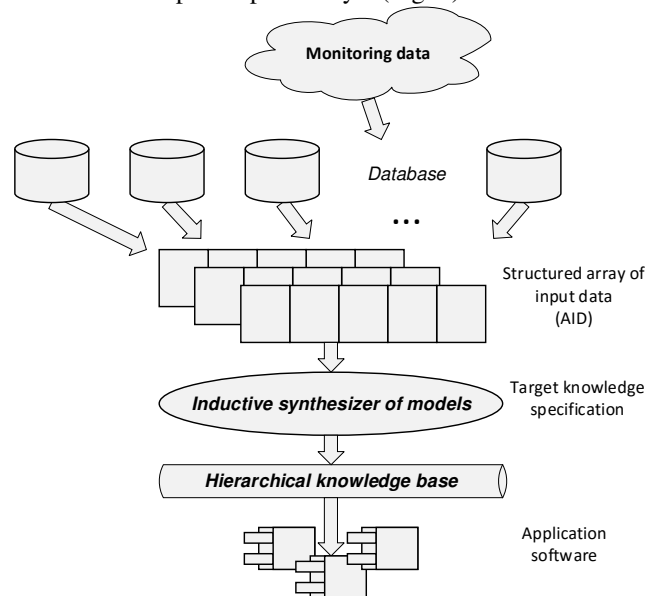 Monitoring data
Database
...
Structured array of
input data
(AID)
Inductive synthesizer of models
Target knowledge
specification
Hierarchical knowledge base
Application
software